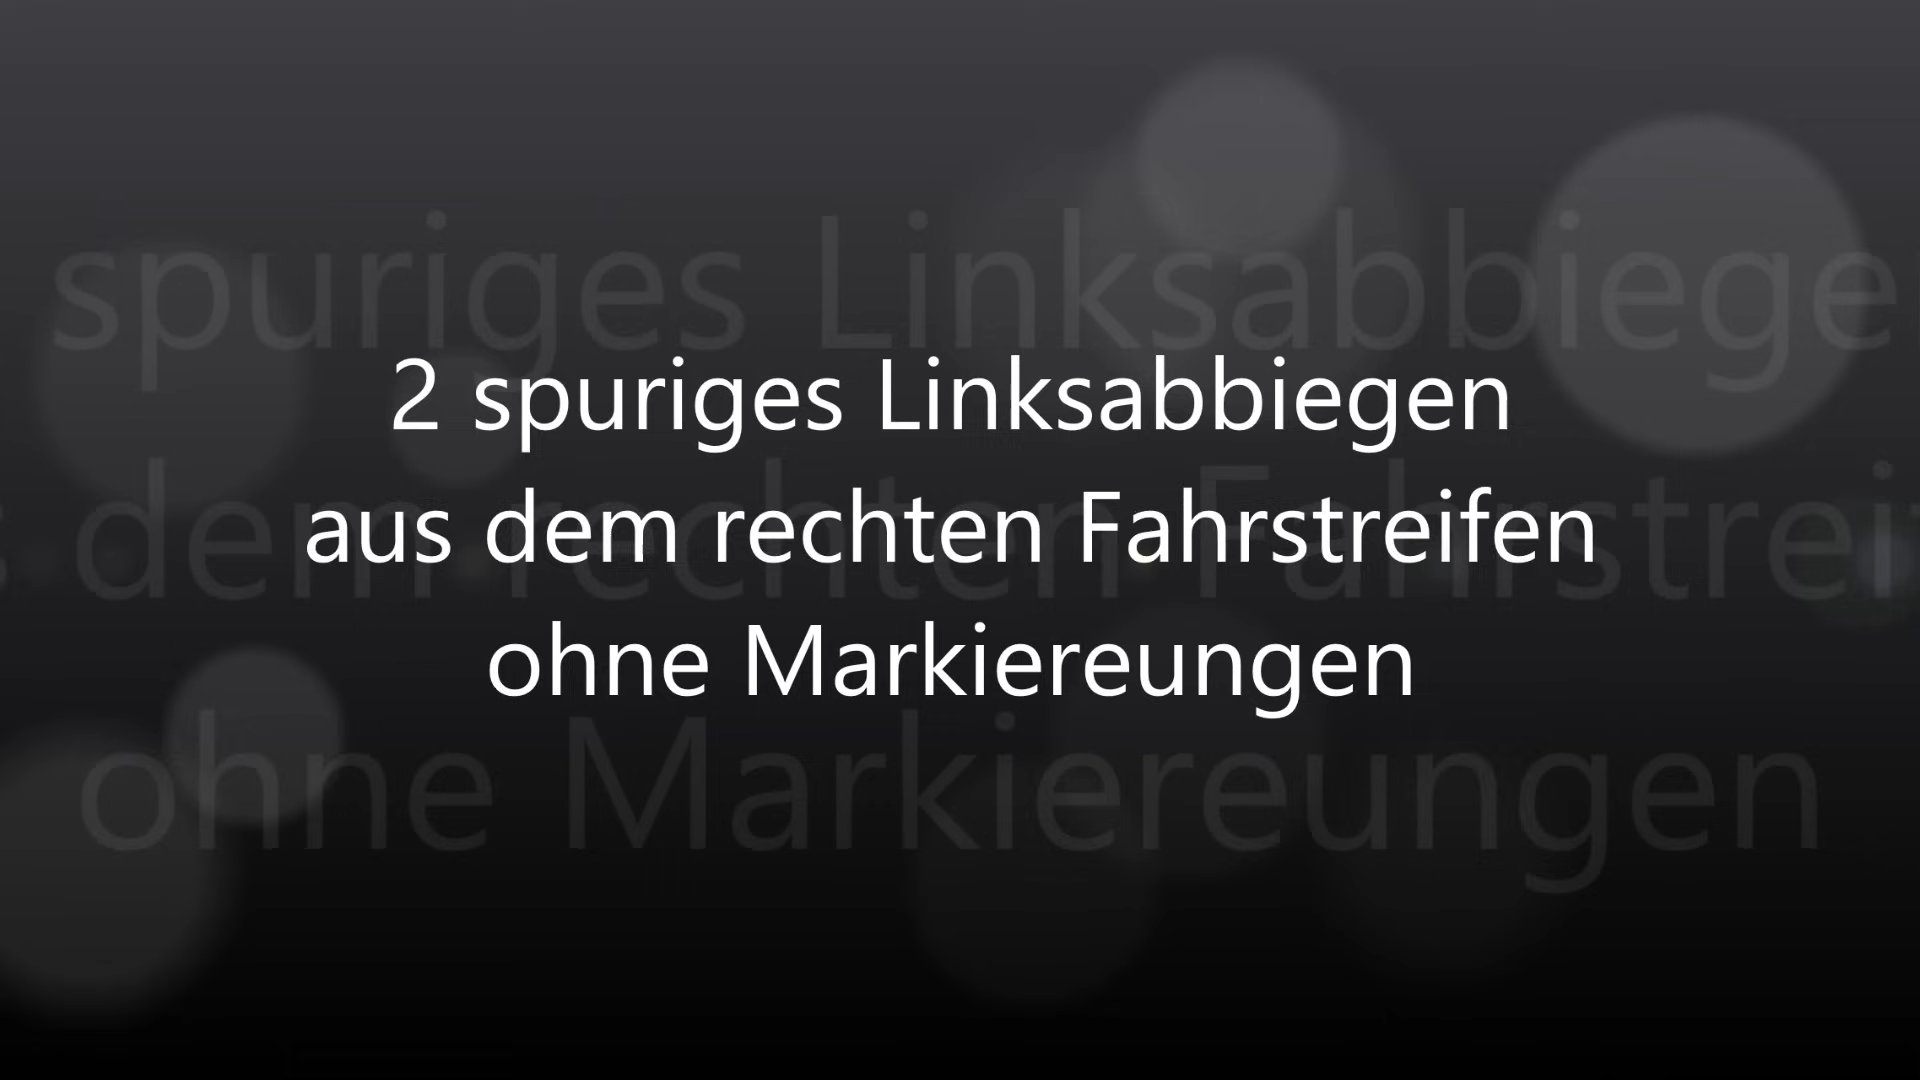 2 spuriges Linksabbiegen
aus dem rechten Fahrstreifen
ohne Markiereungen